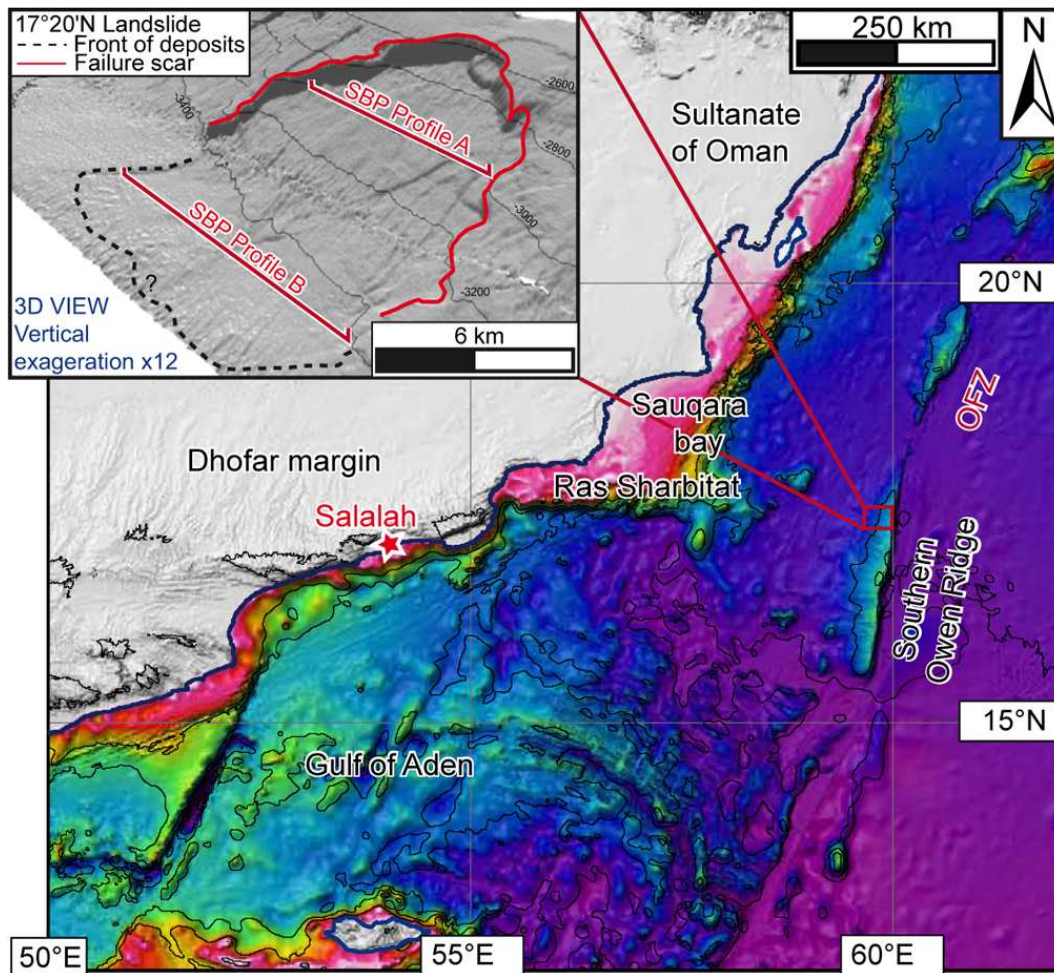 17°20'N Landslide
Front of deposits
Failure scar
SBP Profile A
SBP Profile B
-3400
-2600
-2800
-3000
-3200
?
3D VIEW
Vertical
exageration x12
6 km
250 km
N
Sultanate
of Oman
20°N
OFZ
Sauqara
bay
Dhofar margin
Ras Sharbitat
Salalah
Southern
Owen Ridge
15°N
Gulf of Aden
50°E
55°E
60°E